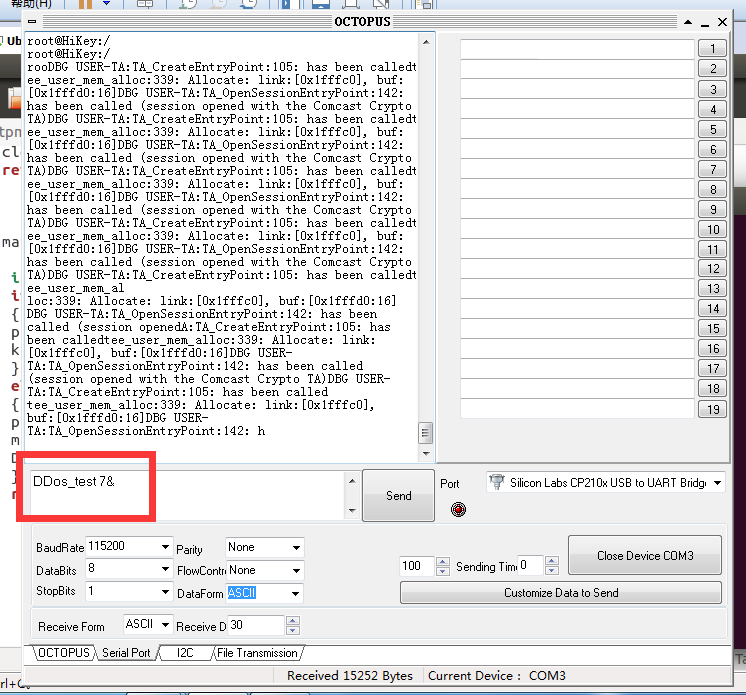 帮助(H)
OCTOPUS
Ub
root@HiKey:/
root@HiKey:/
rooDBG USER-TA:TA_CreateEntryPoint:105: has been calledt
ee_user_mem_alloc:339: Allocate: link:[0x1fffc0], buf:
[0x1fffd0:16]DBG USER-TA:TA_OpenSessionEntryPoint:142:
has been called (session opened with the Comcast Crypto
TA)DBG USER-TA:TA_CreateEntryPoint:105: has been calledt
ee_user_mem_alloc:339: Allocate: link:[0x1fffc0], buf:
[0x1fffd0:16]DBG USER-TA:TA_OpenSessionEntryPoint:142:
has been called (session opened with the Comcast Crypto
TA)DBG USER-TA:TA_CreateEntryPoint:105: has been calledt
ee_user_mem_alloc:339: Allocate: link:[0x1fffc0], buf:
[0x1fffd0:16]DBG USER-TA:TA_OpenSessionEntryPoint:142:
has been called (session opened with the Comcast Crypto
TA)DBG USER-TA:TA_CreateEntryPoint:105: has been calledt
ee_user_mem_alloc:339: Allocate: link:[0x1fffc0], buf:
[0x1fffd0:16]DBG USER-TA:TA_OpenSessionEntryPoint:142:
has been called (session opened with the Comcast Crypto
TA)DBG USER-TA:TA_CreateEntryPoint:105: has been calledt
ee_user_mem_al
loc:339: Allocate: link:[0x1fffc0], buf:[0x1fffd0:16]
DBG USER-TA:TA_OpenSessionEntryPoint:142: has been
called (session openedA:TA_CreateEntryPoint:105: has
been calledtee_user_mem_alloc:339: Allocate: link:
[0x1fffc0], buf:[0x1fffd0:16]DBG USER-
TA:TA_OpenSessionEntryPoint:142: has been called
(session opened with the Comcast Crypto TA)DBG USER-
TA:TA_CreateEntryPoint:105: has been called
tee_user_mem_alloc:339: Allocate: link:[0x1fffc0],
buf:[0x1fffd0:16]DBG USER-
TA:TA_OpenSessionEntryPoint:142: h
1
2
3
4
5
6
7
8
9
10
11
12
13
14
15
16
17
18
19
DDos_test 7&
Send
Port
Silicon Labs CP210x USB to UART Bridge
BaudRate 115200
Parity None
DataBits 8
FlowContr None
StopBits 1
DataForm ASCII
100
Sending Time 0
Close Device COM3
Customize Data to Send
Receive Form ASCII
Receive D 30
OCTOPUS
Serial Port
I2C
File Transmission
Received 15252 Bytes
Current Device : COM3